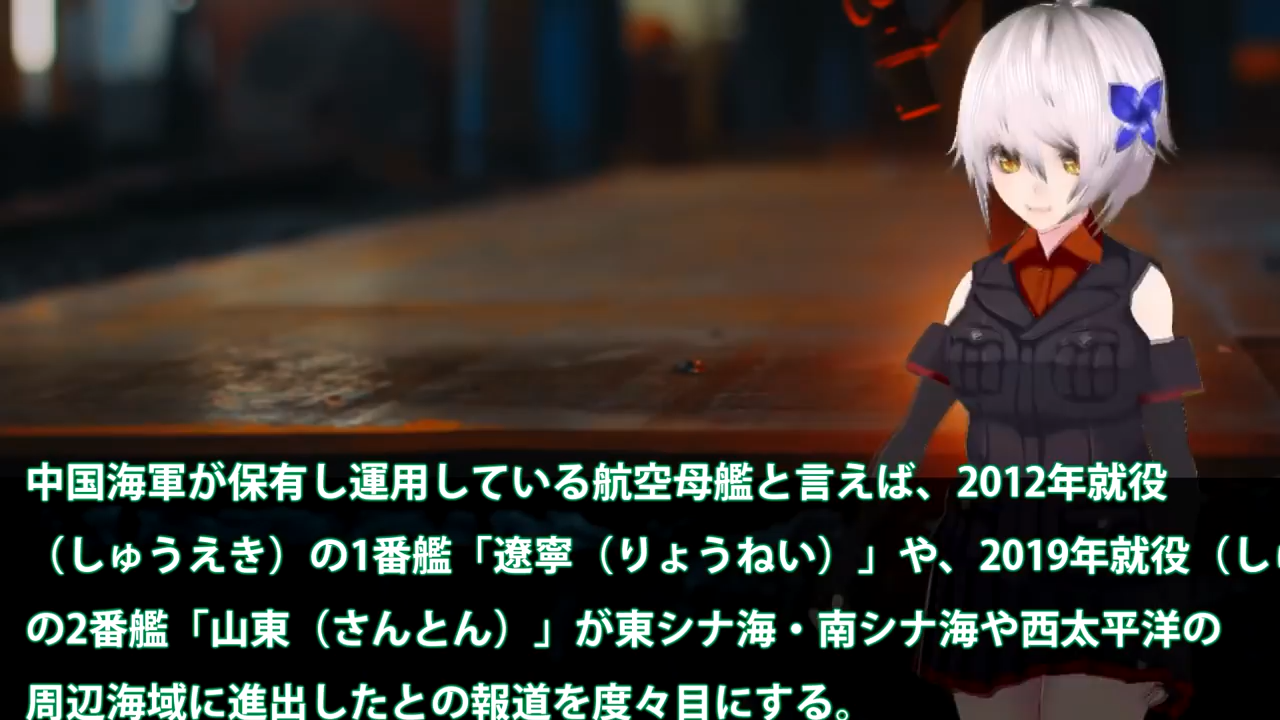 中国海軍が保有し運用している航空母艦と言えば、2012年就役
（しゅうえき）の1番艦「遼寧（りょうねい）」や、2019年就役（し
の2番艦「山東（さんとん）」が東シナ海・南シナ海や西太平洋の
周辺海域に進出したとの報道を度々目にする。